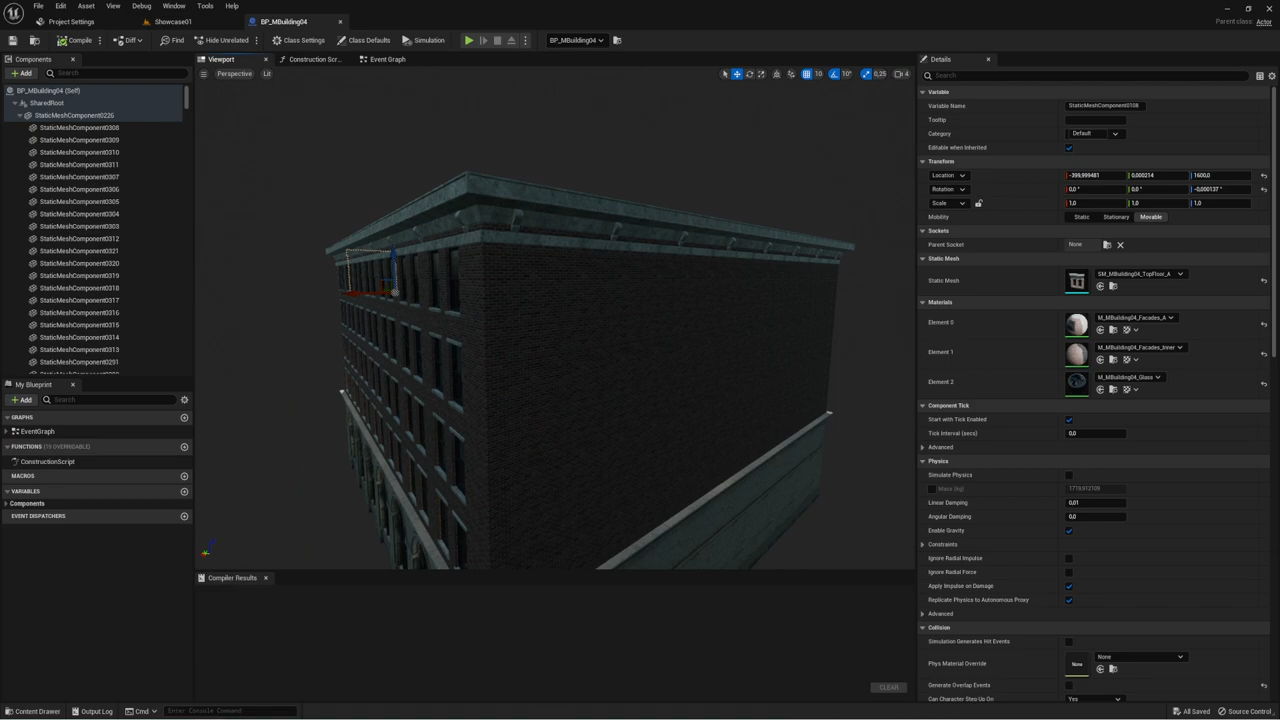 File Edit Asset View Debug Window Tools Help
Parent class: Actor
Project Settings Showcase01 BP_MBuilding04
Compile Diff Find Hide Unrelated Class Settings Class Defaults Simulation BP_MBuilding04
Components
Add Search
BP_MBuilding04 (Self)
SharedRoot
StaticMeshComponent0226
StaticMeshComponent0308
StaticMeshComponent0309
StaticMeshComponent0310
StaticMeshComponent0311
StaticMeshComponent0307
StaticMeshComponent0306
StaticMeshComponent0305
StaticMeshComponent0304
StaticMeshComponent0303
StaticMeshComponent0312
StaticMeshComponent0321
StaticMeshComponent0320
StaticMeshComponent0319
StaticMeshComponent0318
StaticMeshComponent0317
StaticMeshComponent0316
StaticMeshComponent0315
StaticMeshComponent0314
StaticMeshComponent0313
StaticMeshComponent0291
My Blueprint
Add Search
GRAPHS
EventGraph
FUNCTIONS (19 OVERRIDABLE)
ConstructionScript
MACROS
VARIABLES
Components
EVENT DISPATCHERS
Viewport Construction Scr... Event Graph
Perspective Lit
10 10° 0,25 4
Compiler Results
CLEAR
Details
Search
Variable
Variable Name StaticMeshComponent0108
Tooltip
Category Default
Editable when Inherited
Transform
Location -399,999481 0,000214 1600,0
Rotation 0,0 ° 0,0 ° -0,000137 °
Scale 1,0 1,0 1,0
Mobility Static Stationary Movable
Sockets
Parent Socket None
Static Mesh
Static Mesh SM_MBuilding04_TopFloor_A
Materials
Element 0 M_MBuilding04_Facades_A
Element 1 M_MBuilding04_Facades_Inner
Element 2 M_MBuilding04_Glass
Component Tick
Start with Tick Enabled
Tick Interval (secs) 0,0
Advanced
Physics
Simulate Physics
Mass (kg) 1719,912109
Linear Damping 0,01
Angular Damping 0,0
Enable Gravity
Constraints
Ignore Radial Impulse
Ignore Radial Force
Apply Impulse on Damage
Replicate Physics to Autonomous Proxy
Advanced
Collision
Simulation Generates Hit Events
Phys Material Override None None
Generate Overlap Events
Can Character Step Up On Yes
Content Drawer Output Log Cmd Enter Console Command All Saved Source Control